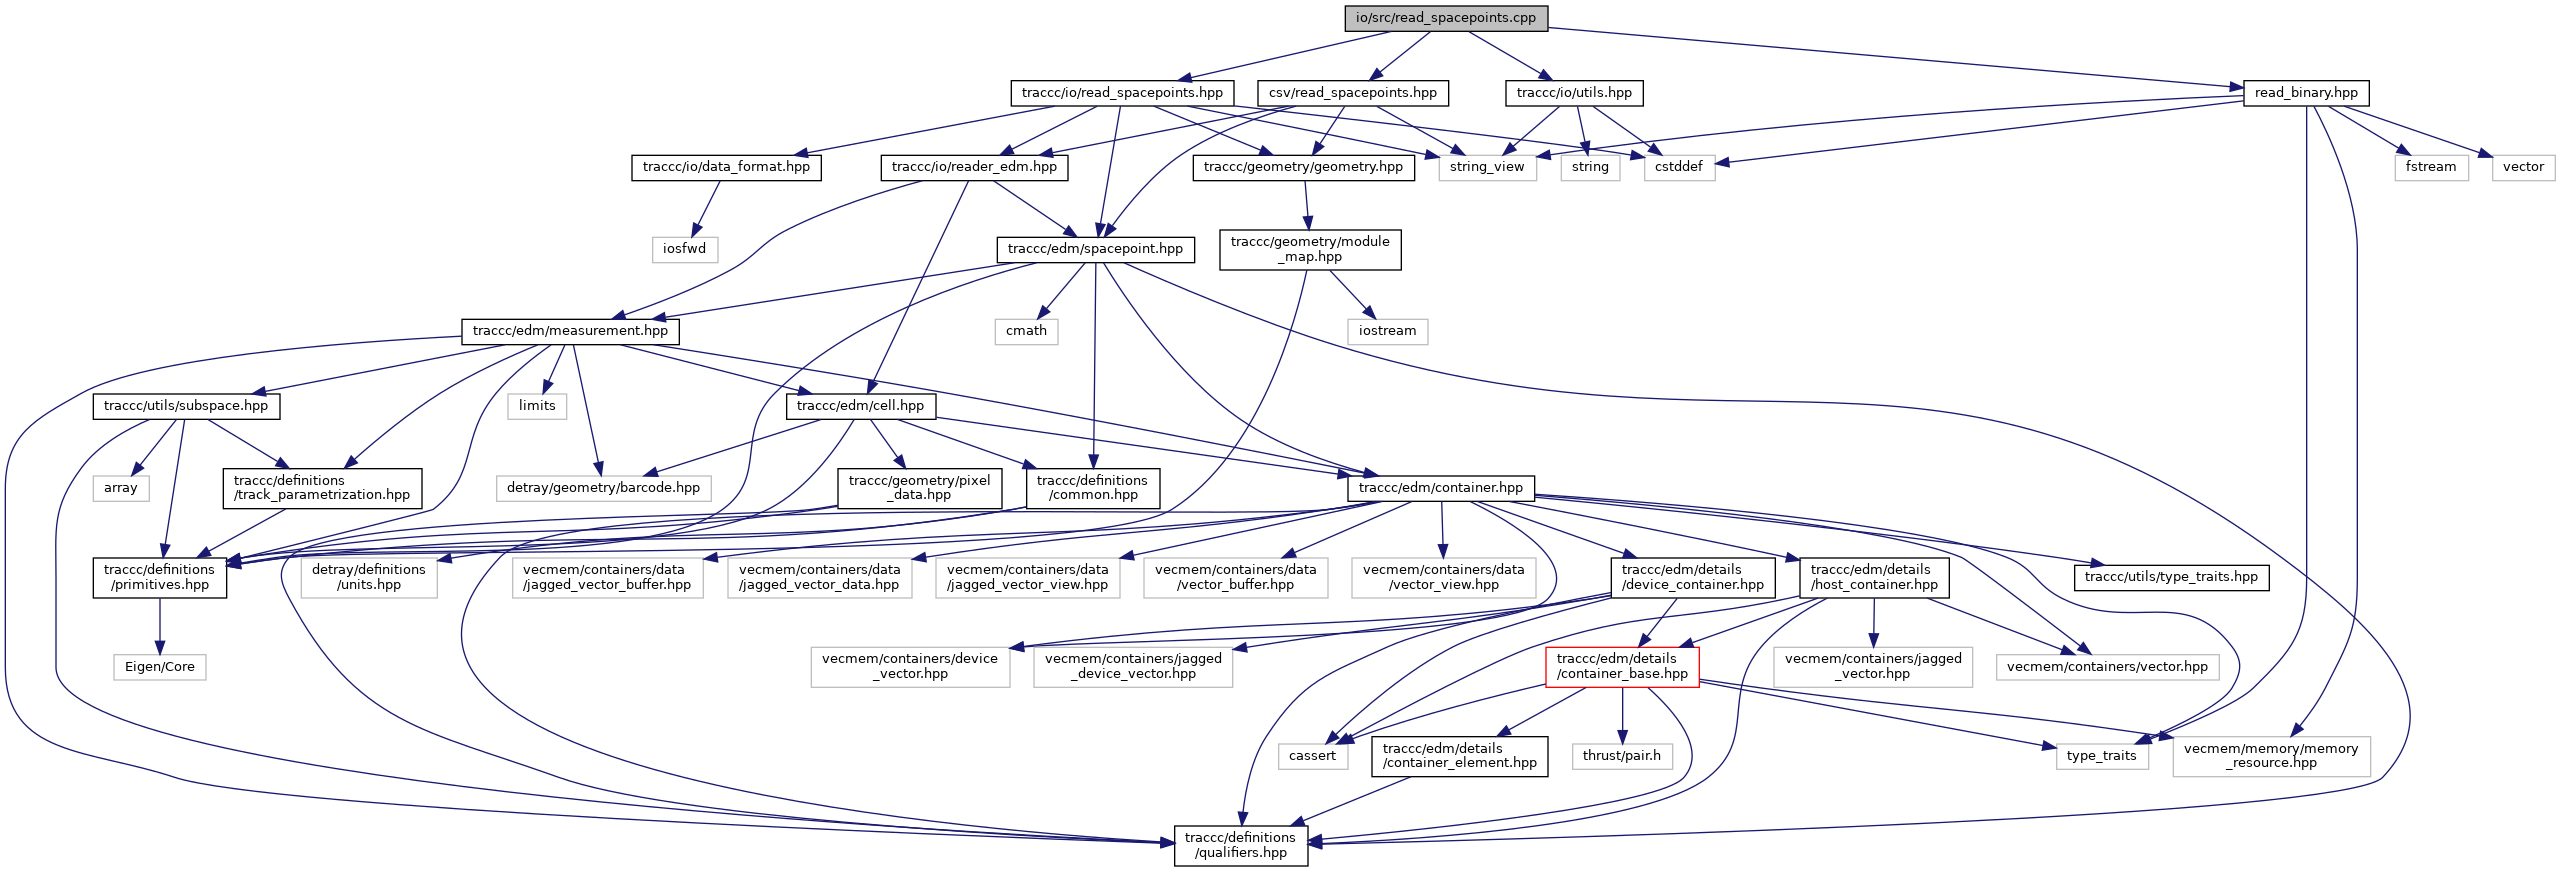 io/src/read_spacepoints.cpp
traccc/io/read_spacepoints.hpp
csv/read_spacepoints.hpp
traccc/io/utils.hpp
read_binary.hpp
traccc/io/data_format.hpp
traccc/io/reader_edm.hpp
traccc/geometry/geometry.hpp
string_view
string
cstddef
fstream
vector
iosfwd
traccc/edm/spacepoint.hpp
traccc/geometry/module
_map.hpp
traccc/edm/measurement.hpp
cmath
iostream
traccc/utils/subspace.hpp
limits
traccc/edm/cell.hpp
array
traccc/definitions
/track_parametrization.hpp
detray/geometry/barcode.hpp
traccc/geometry/pixel
_data.hpp
traccc/definitions
/common.hpp
traccc/edm/container.hpp
traccc/definitions
/primitives.hpp
detray/definitions
/units.hpp
vecmem/containers/data
/jagged_vector_buffer.hpp
vecmem/containers/data
/jagged_vector_data.hpp
vecmem/containers/data
/jagged_vector_view.hpp
vecmem/containers/data
/vector_buffer.hpp
vecmem/containers/data
/vector_view.hpp
traccc/edm/details
/device_container.hpp
traccc/edm/details
/host_container.hpp
traccc/utils/type_traits.hpp
Eigen/Core
vecmem/containers/device
_vector.hpp
vecmem/containers/jagged
_device_vector.hpp
traccc/edm/details
/container_base.hpp
vecmem/containers/jagged
_vector.hpp
vecmem/containers/vector.hpp
cassert
traccc/edm/details
/container_element.hpp
thrust/pair.h
type_traits
vecmem/memory/memory
_resource.hpp
traccc/definitions
/qualifiers.hpp